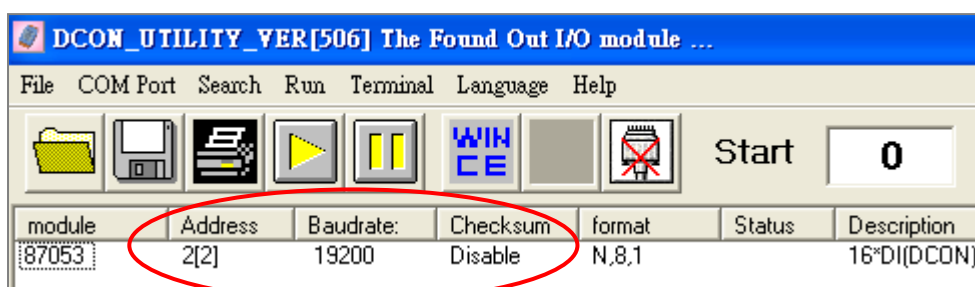 DCON_UTILITY_VER[506] The Found Out I/O module ...
File COM Port Search Run Terminal Language Help
WIN CE Start 0
module Address Baudrate: Checksum format Status Description
87053 2[2] 19200 Disable N,8,1 16*DI(DCON)